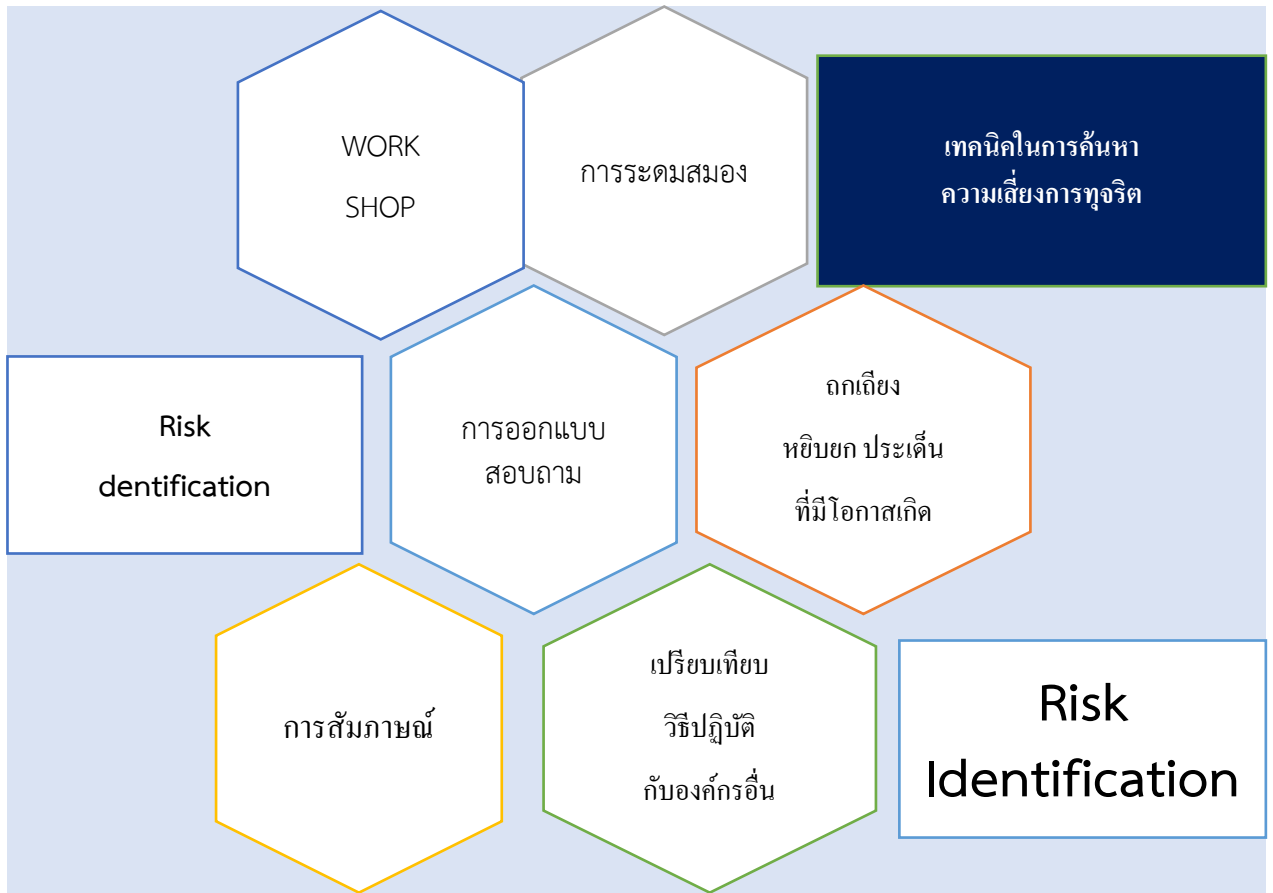 WORK
SHOP
การระดมสมอง
เทคนิคในการค้นหา
ความเสี่ยงการทุจริต
Risk
dentification
การออกแบบ
สอบถาม
ถกเถียง
หยิบยก ประเด็น
ที่มีโอกาสเกิด
การสัมภาษณ์
เปรียบเทียบ
วิธีปฏิบัติ
กับองค์กรอื่น
Risk
Identification